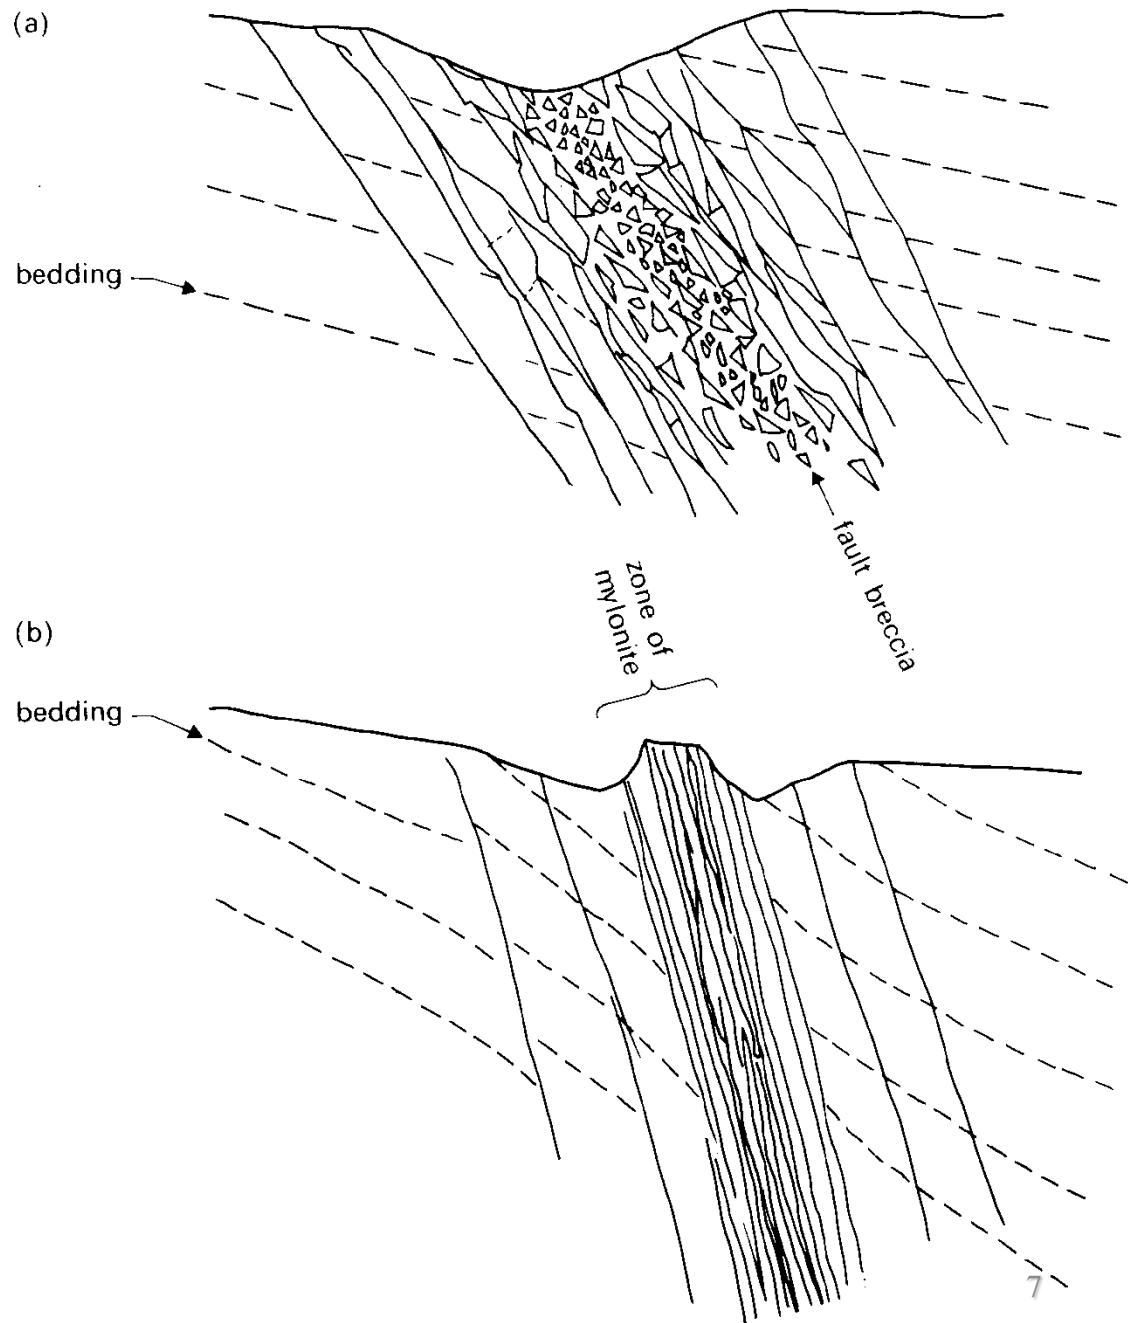 (a)
bedding
fault breccia
zone of
mylonite
(b)
bedding
7